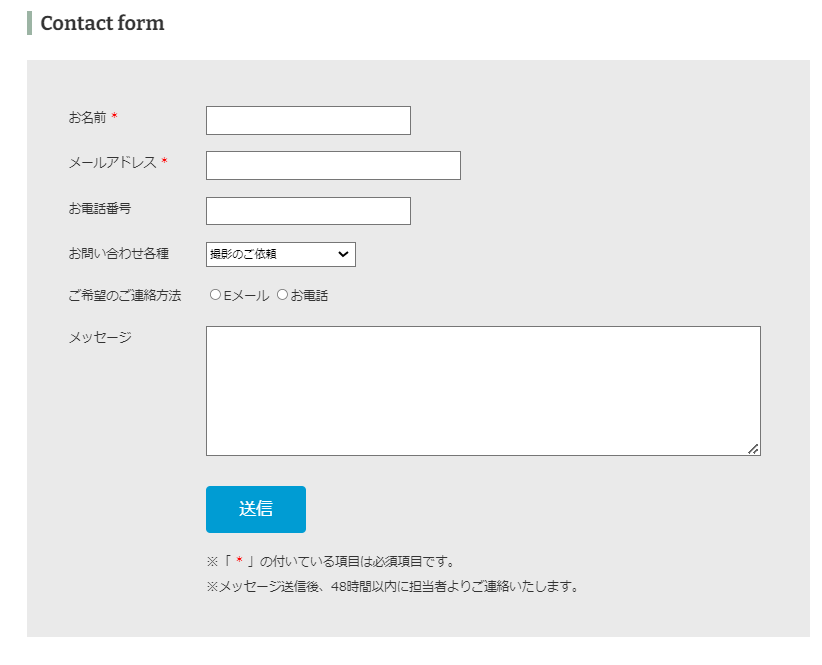 Contact form
お名前 *
メールアドレス *
お電話番号
お問い合わせ各種 撮影のご依頼
ご希望のご連絡方法 Eメール お電話
メッセージ
送信
※「 * 」の付いている項目は必須項目です。
※メッセージ送信後、48時間以内に担当者よりご連絡いたします。